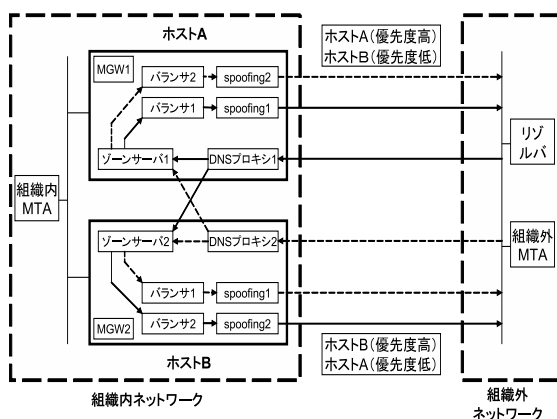 ホストA
ホストA(優先度高)
ホストB(優先度低)
MGW1
バランサ2
spoofing2
バランサ1
spoofing1
ゾーンサーバ1
DNSプロキシ1
リゾ
ルバ
組織内
MTA
ゾーンサーバ2
DNSプロキシ2
組織外
MTA
バランサ1
spoofing1
MGW2
バランサ2
spoofing2
ホストB
ホストB(優先度高)
ホストA(優先度低)
組織内ネットワーク
組織外
ネットワーク